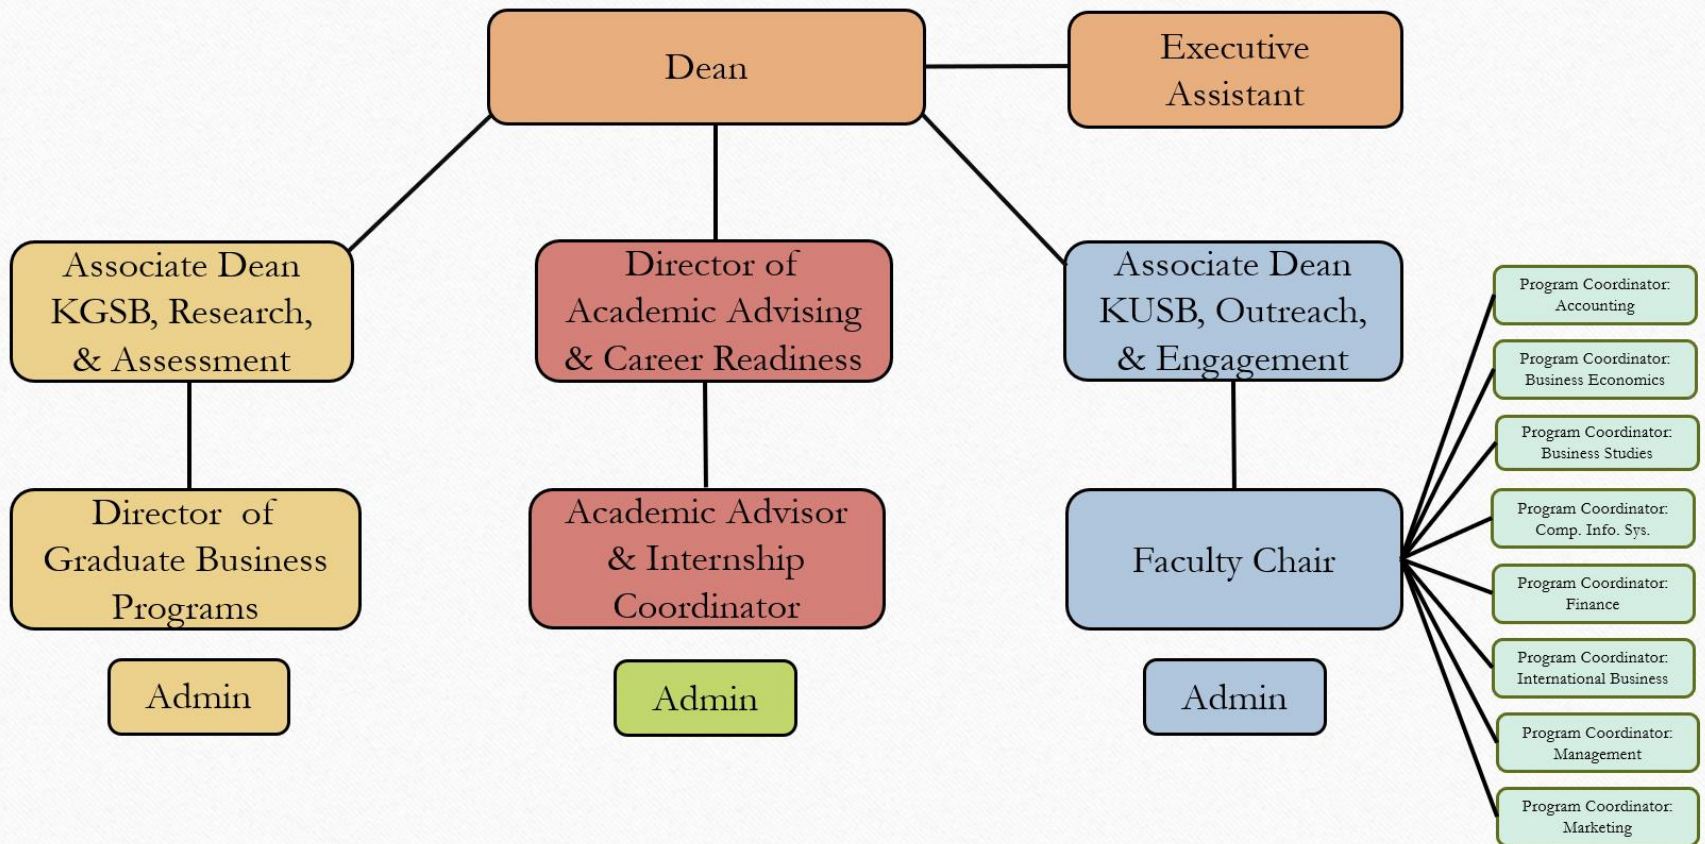 Dean
Executive
Assistant
Associate Dean
KGSB, Research,
& Assessment
Director of
Academic Advising
& Career Readiness
Associate Dean
KUSB, Outreach,
& Engagement
Director of
Graduate Business
Programs
Academic Advisor
& Internship
Coordinator
Faculty Chair
Admin
Admin
Admin
Program Coordinator:
Accounting
Program Coordinator:
Business Economics
Program Coordinator:
Business Studies
Program Coordinator:
Comp. Info. Sys.
Program Coordinator:
Finance
Program Coordinator:
International Business
Program Coordinator:
Management
Program Coordinator:
Marketing